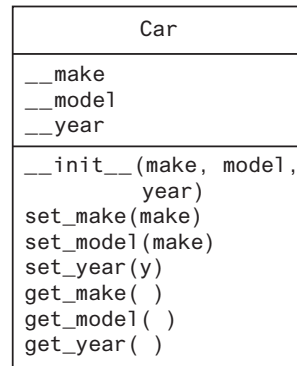 Car
__make
__model
__year
__init__(make, model,
year)
set_make(make)
set_model(make)
set_year(y)
get_make( )
get_model( )
get_year( )